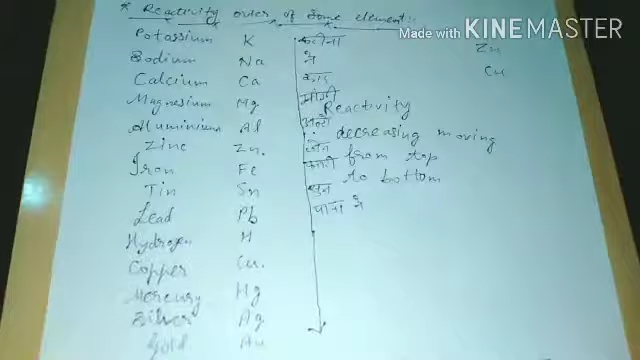 * Reactivity order of Some elements:
Made with KINEMASTER
Potassium K
Sodium Na
Calcium Ca
Magnesium Mg
Aluminium Al
Zinc Zn.
Iron Fe
Tin Sn
Lead Pb
Hydrogen H
Copper Cu.
Mercury Hg
Silver Ag
Gold Au
Reactivity
decreasing moving
from top
to bottom
Zn
Cu